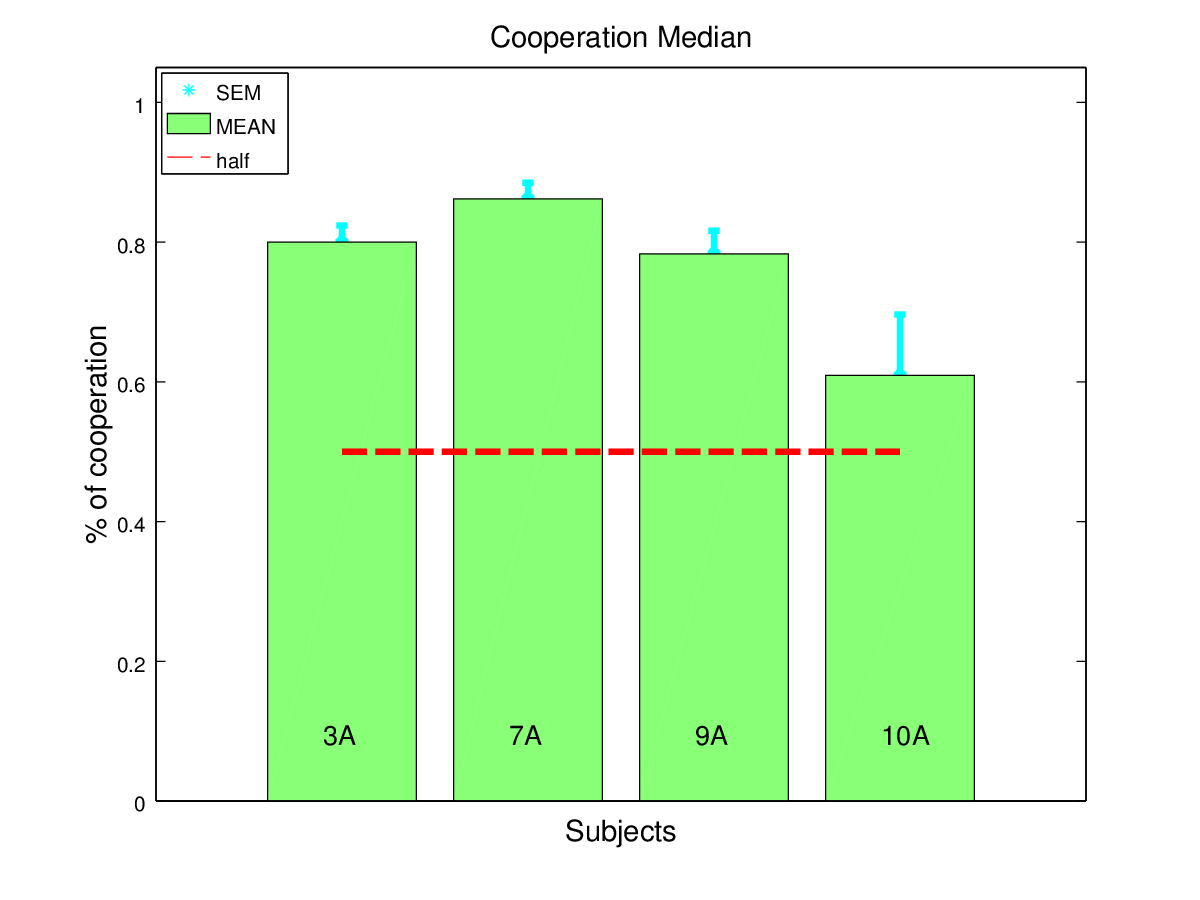 Cooperation Median
SEM
MEAN
half
1
0.8
0.6
0.4
0.2
0
% of cooperation
3A
7A
9A
10A
Subjects